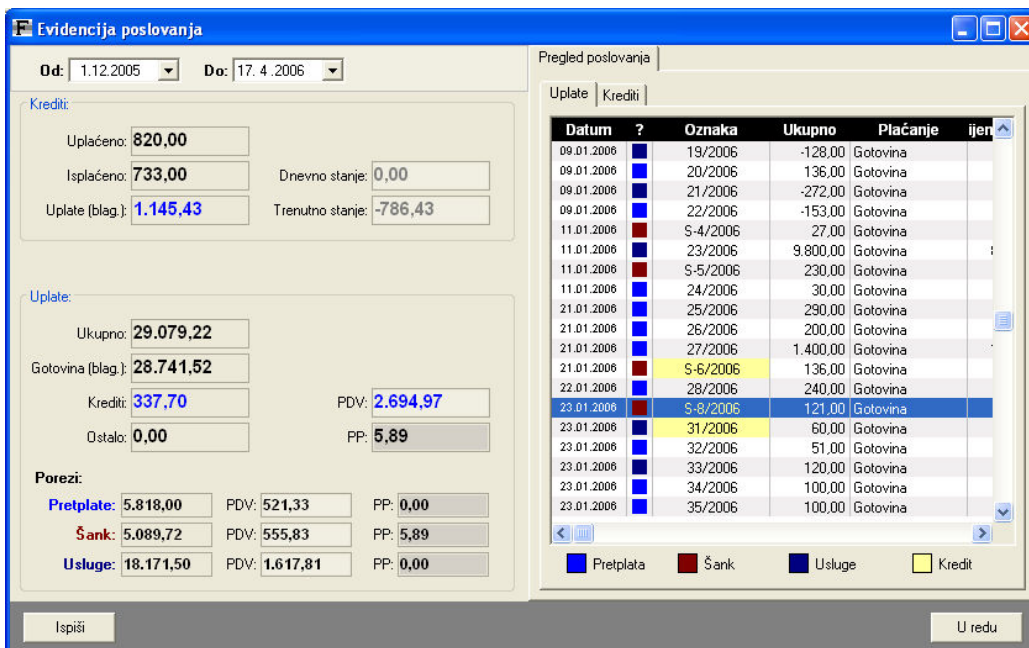 Evidencija poslovanja
Od: 1.12.2005 Do: 17. 4 .2006
Krediti:
Uplaćeno: 820,00
Isplaćeno: 733,00 Dnevno stanje: 0,00
Uplate (blag.): 1.145,43 Trenutno stanje: -786,43
Uplate:
Ukupno: 29.079,22
Gotovina (blag.): 28.741,52
Krediti: 337,70 PDV: 2.694,97
Ostalo: 0,00 PP: 5,89
Porezi:
Pretplate: 5.818,00 PDV: 521,33 PP: 0,00
Šank: 5.089,72 PDV: 555,83 PP: 5,89
Usluge: 18.171,50 PDV: 1.617,81 PP: 0,00
Pregled poslovanja
Uplate Krediti
Datum ? Oznaka Ukupno Plaćanje ijen
09.01.2006 19/2006 -128,00 Gotovina
09.01.2006 20/2006 136,00 Gotovina
09.01.2006 21/2006 -272,00 Gotovina
09.01.2006 22/2006 -153,00 Gotovina
11.01.2006 S-4/2006 27,00 Gotovina
11.01.2006 23/2006 9.800,00 Gotovina
11.01.2006 S-5/2006 230,00 Gotovina
11.01.2006 24/2006 30,00 Gotovina
21.01.2006 25/2006 290,00 Gotovina
21.01.2006 26/2006 200,00 Gotovina
21.01.2006 27/2006 1.400,00 Gotovina
21.01.2006 S-6/2006 136,00 Gotovina
22.01.2006 28/2006 240,00 Gotovina
23.01.2006 S-8/2006 121,00 Gotovina
23.01.2006 31/2006 60,00 Gotovina
23.01.2006 32/2006 51,00 Gotovina
23.01.2006 33/2006 120,00 Gotovina
23.01.2006 34/2006 100,00 Gotovina
23.01.2006 35/2006 100,00 Gotovina
Pretplata Šank Usluge Kredit
Ispiši U redu